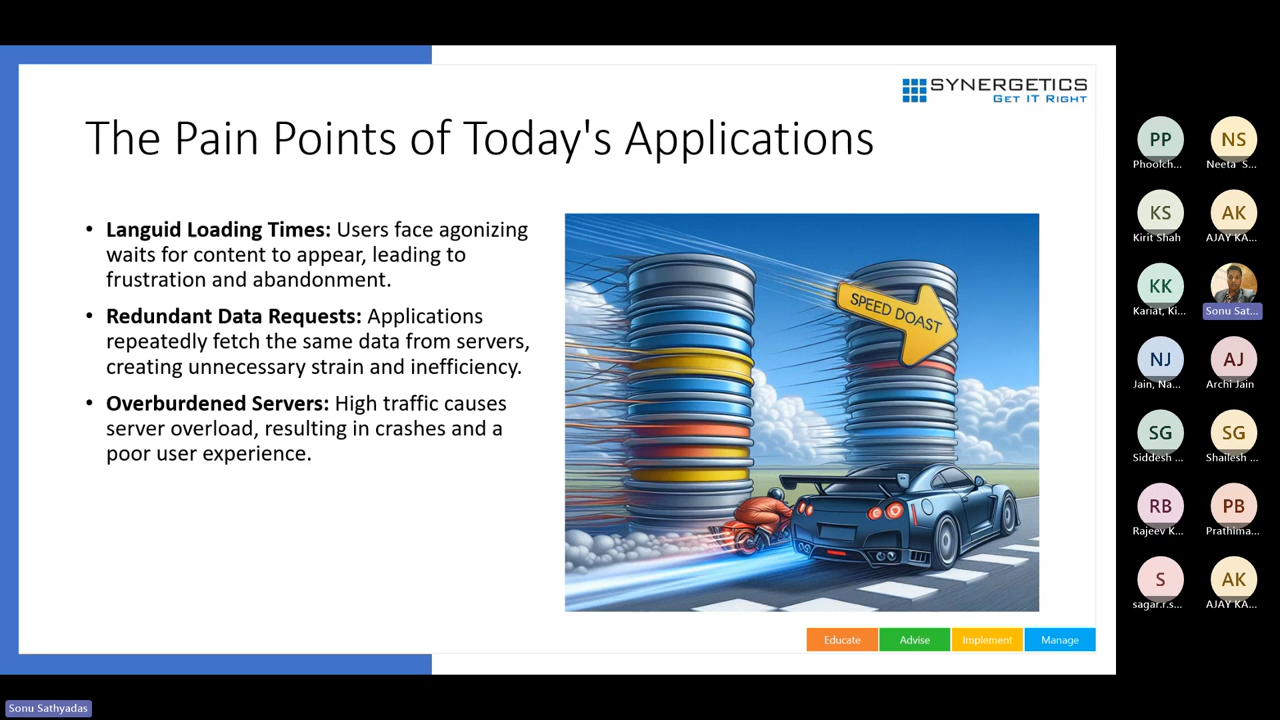 SYNERGETICS
GET IT RIGHT
The Pain Points of Today's Applications
• Languid Loading Times: Users face agonizing
waits for content to appear, leading to
frustration and abandonment.
• Redundant Data Requests: Applications
repeatedly fetch the same data from servers,
creating unnecessary strain and inefficiency.
• Overburdened Servers: High traffic causes
server overload, resulting in crashes and a
poor user experience.
SPEED DOAST
Educate
Advise
Implement
Manage
PP
Phoolch...
NS
Neeta S...
KS
Kirit Shah
AK
AJAY KA...
KK
Kariat, Ki...
Sonu Sat...
NJ
Jain, Na...
AJ
Archi Jain
SG
Siddesh ...
SG
Shailesh ...
RB
Rajeev K...
PB
Prathima...
S
sagar.r.s...
AK
AJAY KA...
Sonu Sathyadas